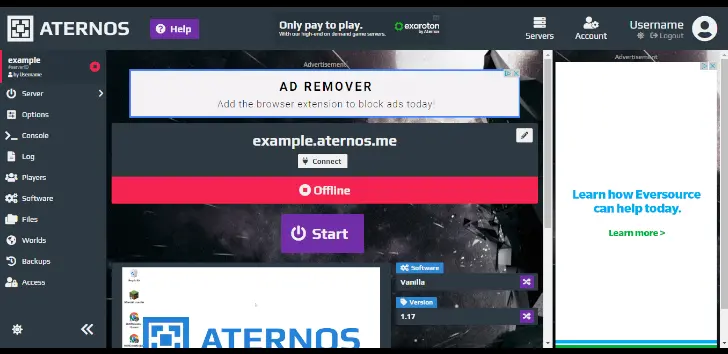 ATERNOS
Help
Only pay to play.
With our high-end on demand game servers.
exoroton
by Aternos
Servers
Account
Username
Logout
example
#serverID
by Username
Server
Options
Console
Log
Players
Software
Files
Worlds
Backups
Access
Advertisement
AD REMOVER
Add the browser extension to block ads today!
example.aternos.me
Connect
Offline
Start
ATERNOS
Software
Vanilla
Version
1.17
Advertisement
Learn how Eversource
can help today.
Learn more >